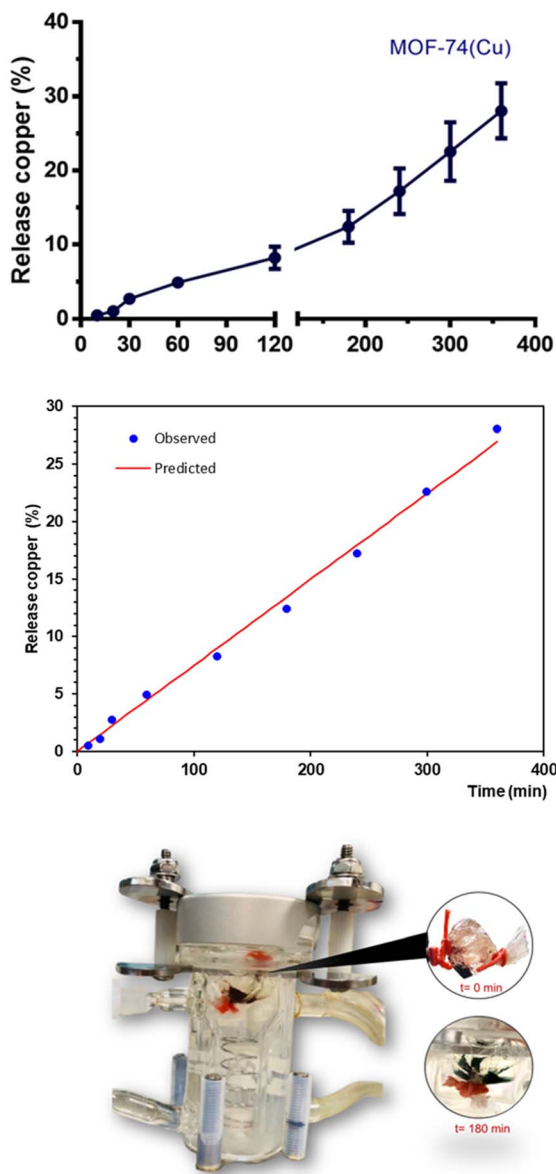 40
MOF-74(Cu)
30
20
10
0
Release copper (%)
0 30 60 90 120 200 300 400
30
Observed
Predicted
25
20
15
10
5
0
Release copper (%)
0 100 200 300 400
Time (min)
t= 0 min
t= 180 min